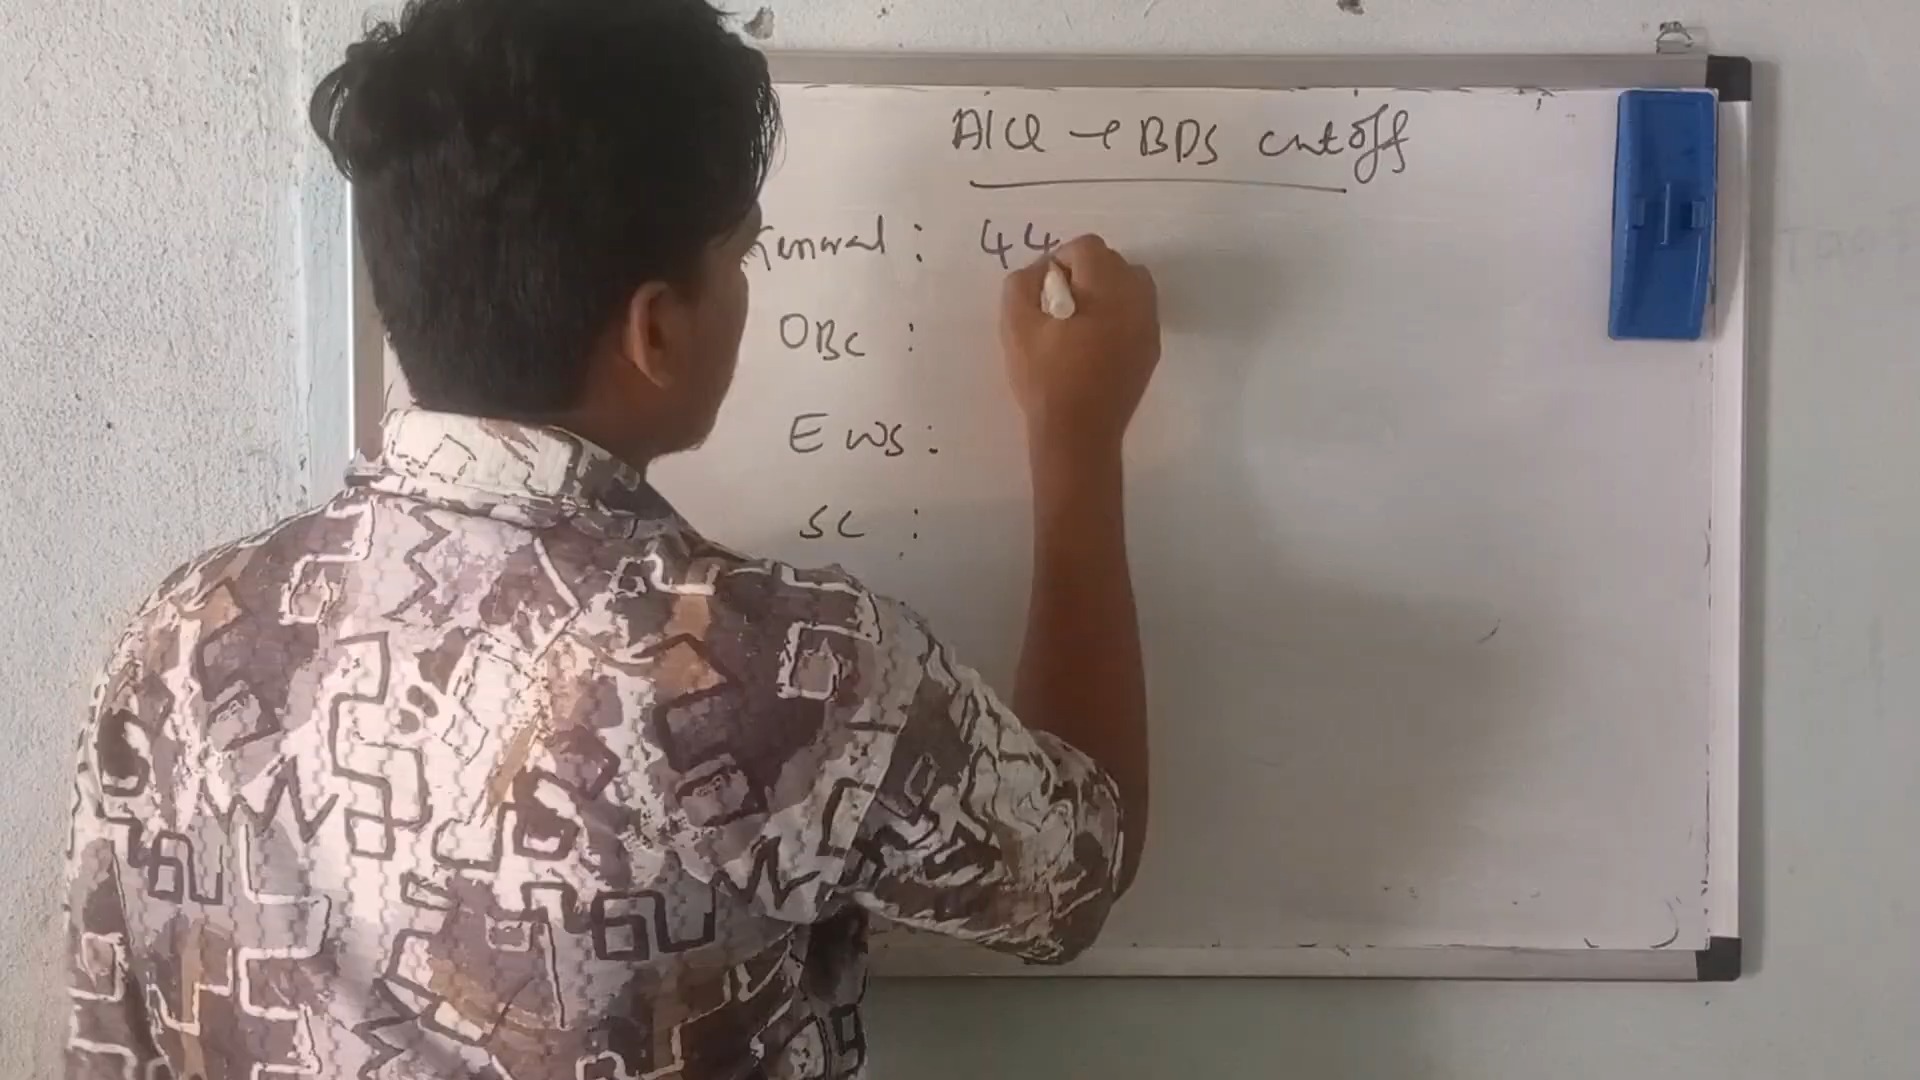 AIQ → BDS cutoff
General : 44
OBC :
EWS :
SC :